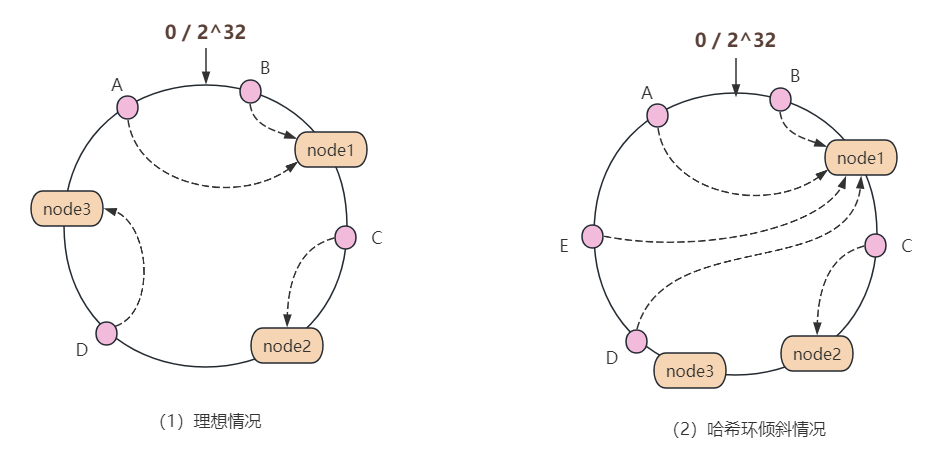 0 / 2^32
A
B
node1
node3
C
D
node2
（1）理想情况
0 / 2^32
A
B
node1
E
C
D
node2
node3
（2）哈希环倾斜情况